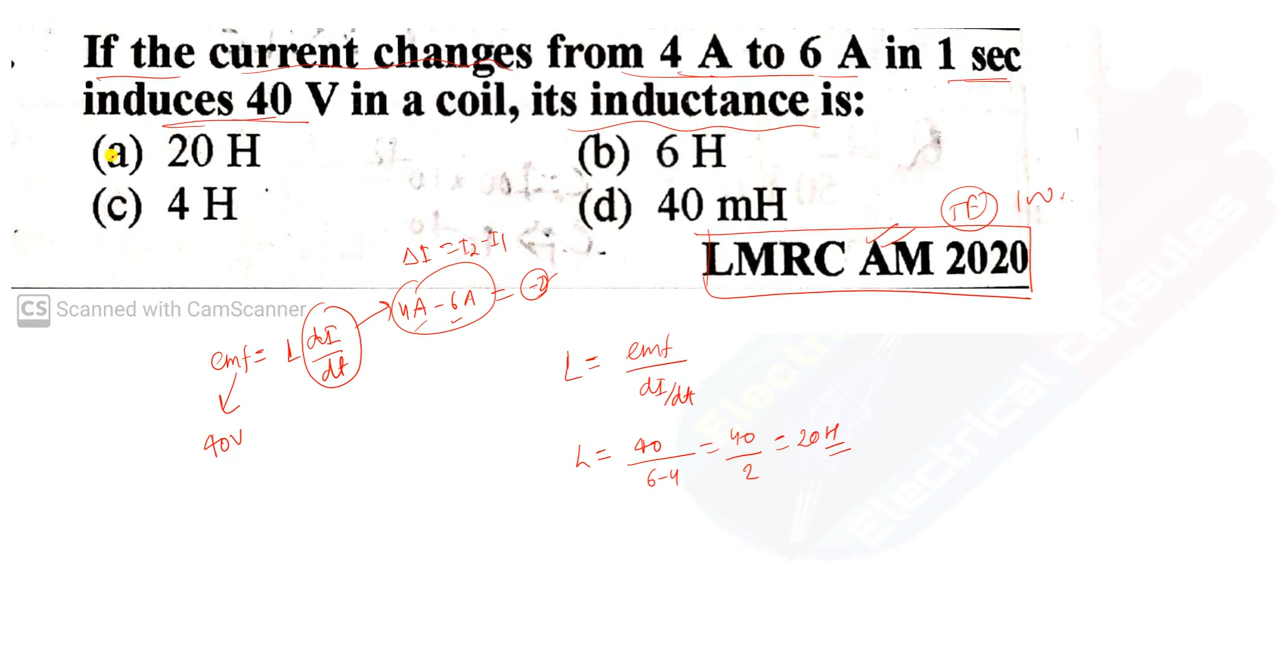 If the current changes from 4 A to 6 A in 1 sec
induces 40 V in a coil, its inductance is:
(a) 20 H (b) 6 H
(c) 4 H (d) 40 mH
LMRC AM 2020
ΔI = I2 - I1
CS Scanned with CamScanner
4A - 6A = -2
emf = L dI/dt
40V
L = emf / dI/dt
L = 40 / 6-4 = 40 / 2 = 20H
Electrical Capsules